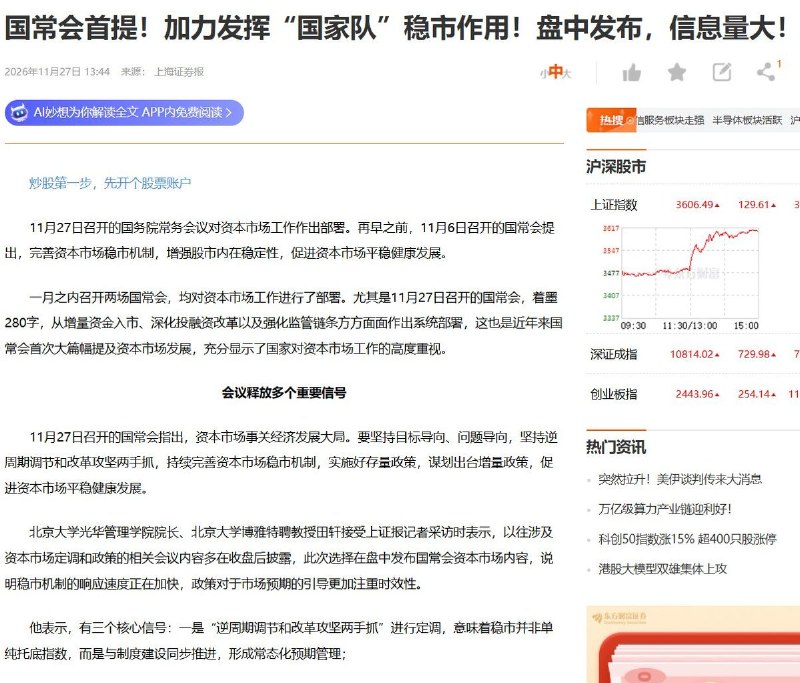 国常会首提！加力发挥“国家队”稳市作用！盘中发布，信息量大！
2026年11月27日 13:44 来源： 上海证券报
小中大
1
AI妙想为你解读全文 APP内免费阅读 >
炒股第一步，先开个股票账户
11月27日召开的国务院常务会议对资本市场工作作出部署。再早之前，11月6日召开的国常会提
出，完善资本市场稳市机制，增强股市内在稳定性，促进资本市场平稳健康发展。
一月之内召开两场国常会，均对资本市场工作进行了部署。尤其是11月27日召开的国常会，着墨
280字，从增量资金入市、深化投融资改革以及强化监管链条方方面面作出系统部署，这也是近年来国
常会首次大篇幅提及资本市场发展，充分显示了国家对资本市场工作的高度重视。
会议释放多个重要信号
11月27日召开的国常会指出，资本市场事关经济发展大局。要坚持目标导向、问题导向，坚持逆
周期调节和改革攻坚两手抓，持续完善资本市场稳市机制，实施好存量政策，谋划出台增量政策，促
进资本市场平稳健康发展。
北京大学光华管理学院院长、北京大学博雅特聘教授田轩接受上证报记者采访时表示，以往涉及
资本市场定调和政策的相关会议内容多在收盘后披露，此次选择在盘中发布国常会资本市场内容，说
明稳市机制的响应速度正在加快，政策对于市场预期的引导更加注重时效性。
他表示，有三个核心信号：一是“逆周期调节和改革攻坚两手抓”进行定调，意味着稳市并非单
纯托底指数，而是与制度建设同步推进，形成常态化预期管理；
热搜 信服务板块走强 半导体板块活跃 沪
沪深股市
上证指数 3606.49▲ 129.61▲ 3
3617
3547
3477
3407
3337
09:30 11:30/13:00 15:00
深证成指 10814.02▲ 729.98▲ 7
创业板指 2443.96▲ 254.14▲ 11
热门资讯
突然拉升！美伊谈判传来大消息
万亿级算力产业链迎利好！
科创50指数涨15% 超400只股涨停
港股大模型双雄集体上攻
东方财富证券